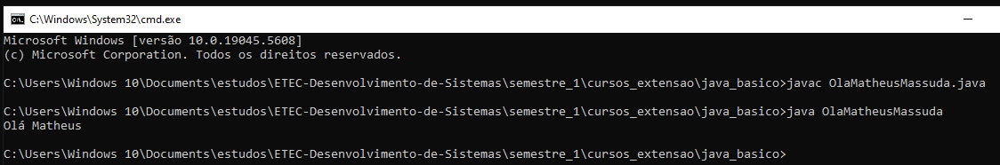 C:\Windows\System32\cmd.exe
Microsoft Windows [versão 10.0.19045.5608]
(c) Microsoft Corporation. Todos os direitos reservados.
C:\Users\Windows 10\Documents\estudos\ETEC-Desenvolvimento-de-Sistemas\semestre_1\cursos_extensao\java_basico>javac OlaMatheusMassuda.java
C:\Users\Windows 10\Documents\estudos\ETEC-Desenvolvimento-de-Sistemas\semestre_1\cursos_extensao\java_basico>java OlaMatheusMassuda
Olá Matheus
C:\Users\Windows 10\Documents\estudos\ETEC-Desenvolvimento-de-Sistemas\semestre_1\cursos_extensao\java_basico>